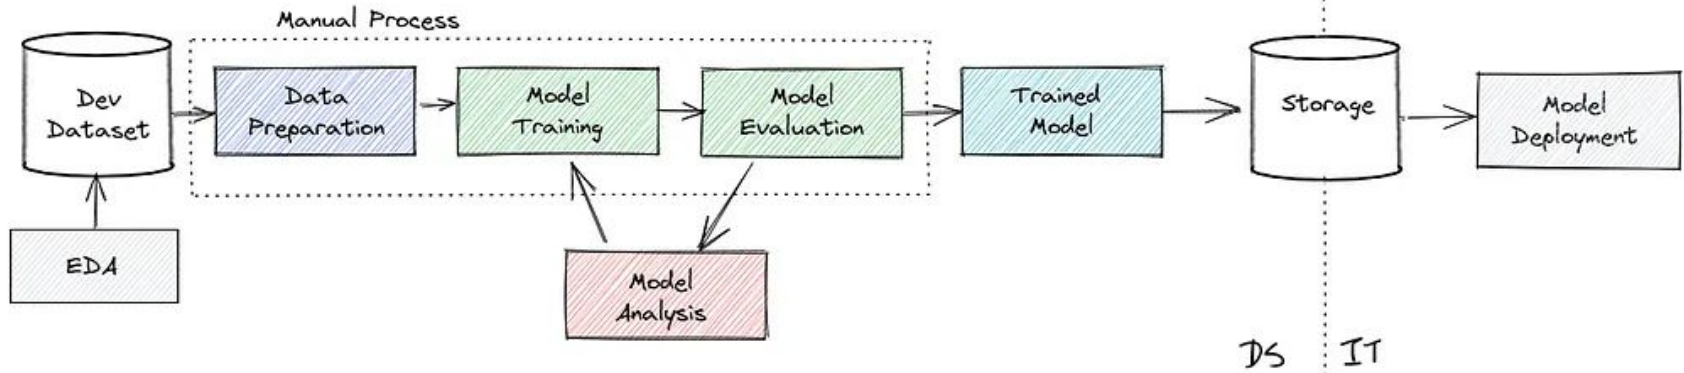 Manual Process
Dev
Dataset
Data
Preparation
Model
Training
Model
Evaluation
Trained
Model
Storage
Model
Deployment
EDA
Model
Analysis
DS
IT